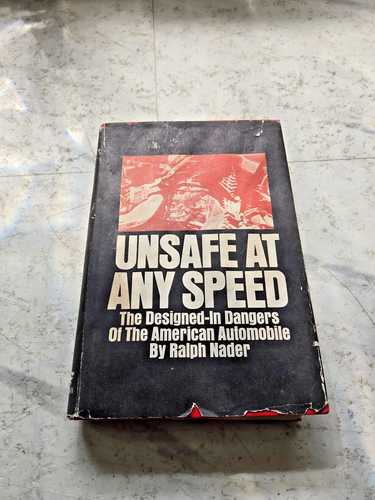 UNSAFE AT
ANY SPEED
The Designed-In Dangers
Of The American Automobile
By Ralph Nader